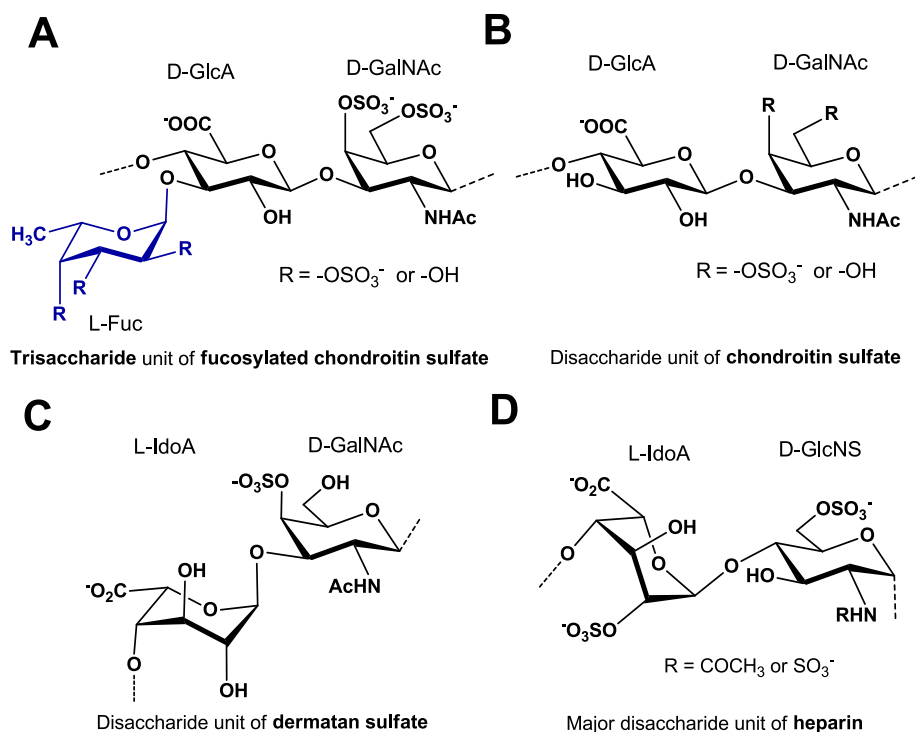 A
D-GlcA
D-GalNAc
⁻OOC
OSO₃⁻
OSO₃⁻
O
O
O
O
O
OH
NHAc
H₃C
O
R
R
R
L-Fuc
R = -OSO₃⁻ or -OH
Trisaccharide unit of fucosylated chondroitin sulfate
B
D-GlcA
D-GalNAc
R
R
⁻OOC
O
O
O
O
HO
OH
NHAc
R = -OSO₃⁻ or -OH
Disaccharide unit of chondroitin sulfate
C
L-IdoA
D-GalNAc
⁻O₃SO
OH
O
O
AcHN
OH
⁻O₂C
O
O
OH
Disaccharide unit of dermatan sulfate
D
L-IdoA
D-GlcNS
⁻O₂C
OSO₃⁻
OH
O
O
O
O
HO
RHN
⁻O₃SO
R = COCH₃ or SO₃⁻
Major disaccharide unit of heparin